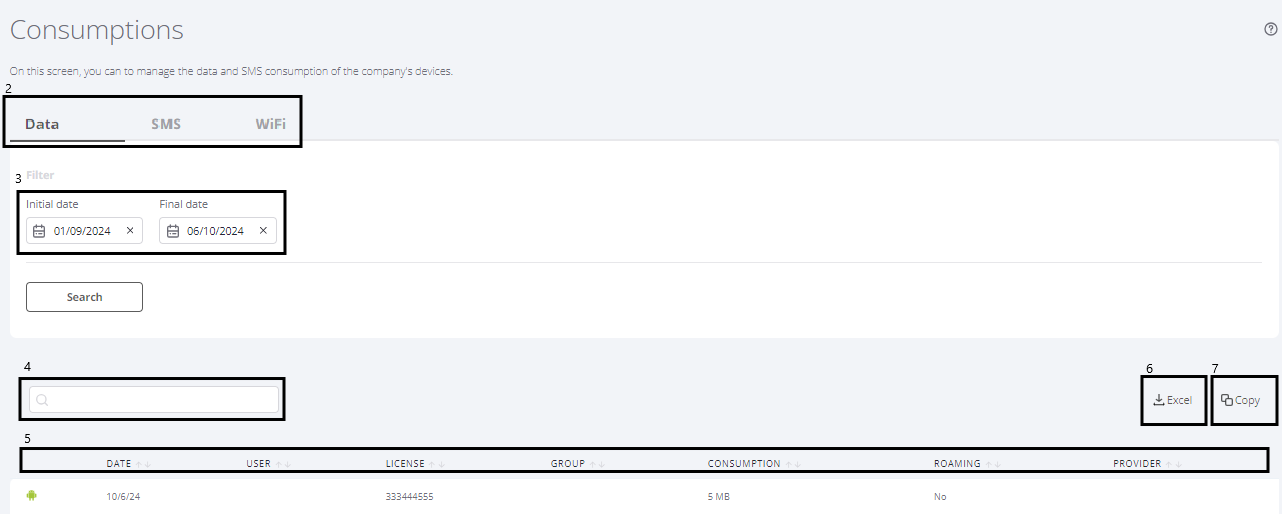 Consumptions
On this screen, you can to manage the data and SMS consumption of the company's devices.
2
Data SMS WiFi
3 Filter
Initial date Final date
01/09/2024 06/10/2024
Search
4 6 7
Excel Copy
5
DATE USER LICENSE GROUP CONSUMPTION ROAMING PROVIDER
10/6/24 333444555 5 MB No